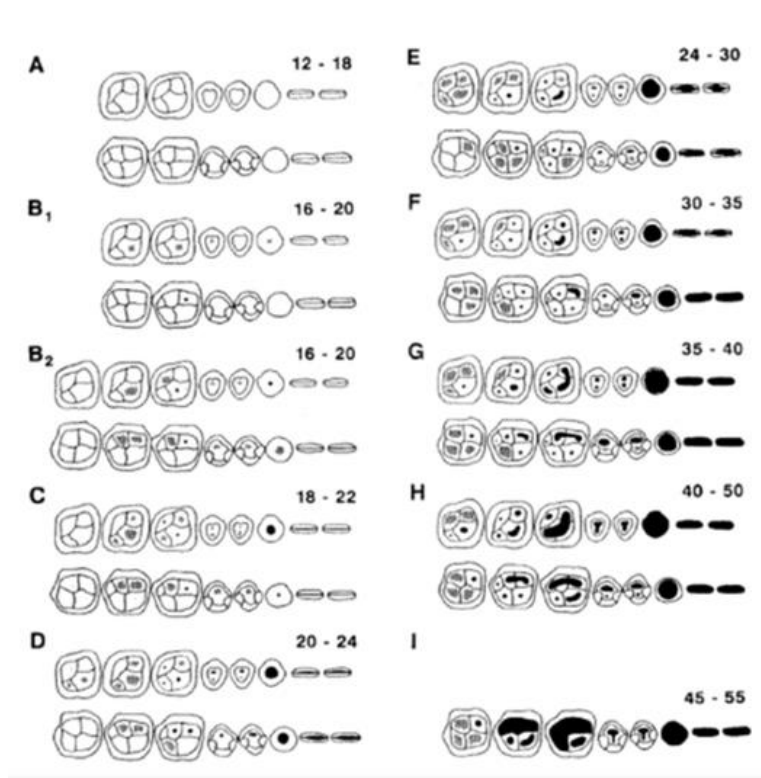 A 12 - 18
B1 16 - 20
B2 16 - 20
C 18 - 22
D 20 - 24
E 24 - 30
F 30 - 35
G 35 - 40
H 40 - 50
I
45 - 55